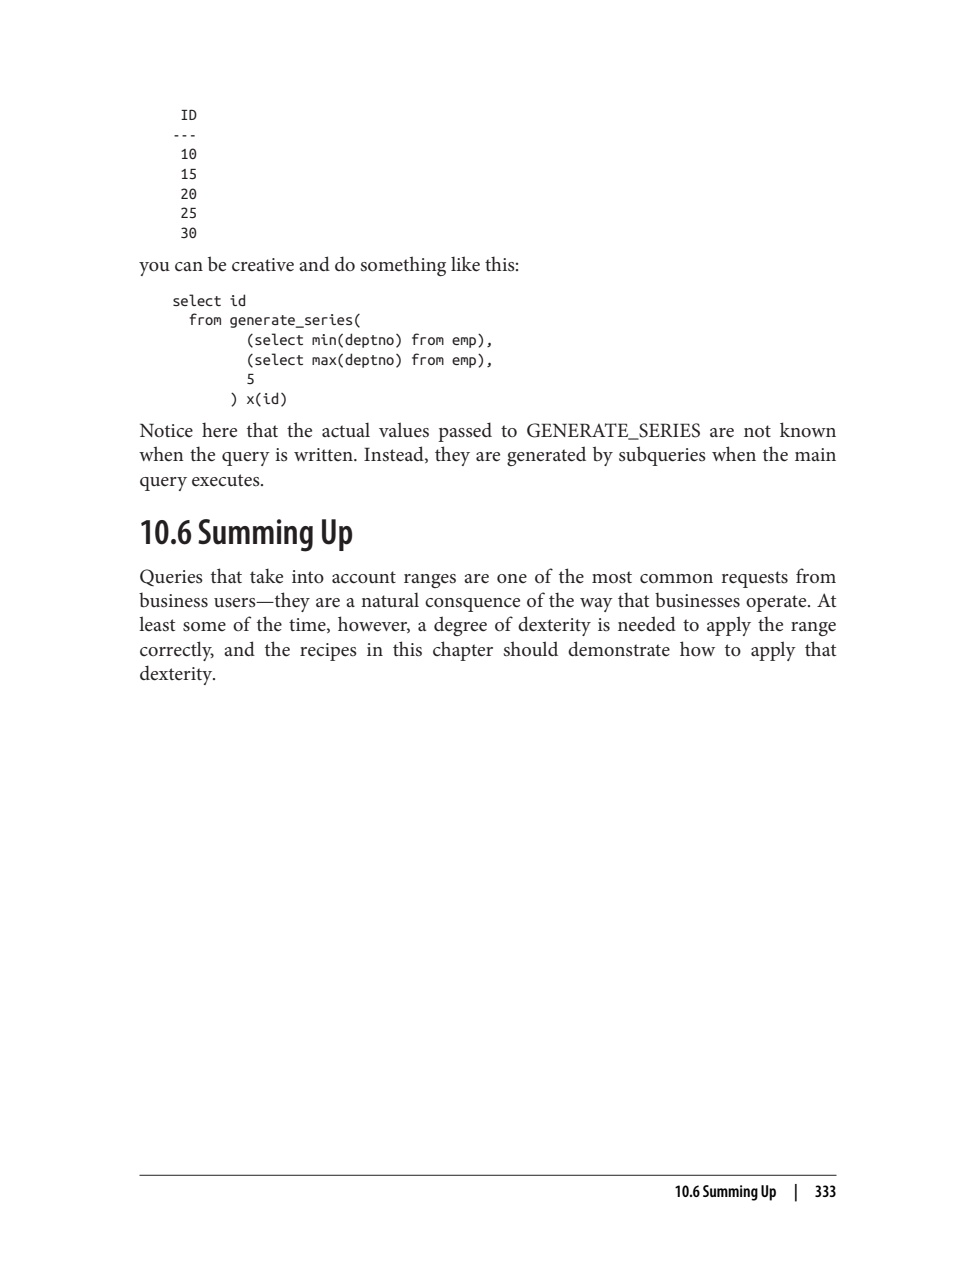 ID
---
10
15
20
25
30
you can be creative and do something like this:
select id
from generate_series(
(select min(deptno) from emp),
(select max(deptno) from emp),
5
) x(id)
Notice here that the actual values passed to GENERATE_SERIES are not known
when the query is written. Instead, they are generated by subqueries when the main
query executes.
10.6 Summing Up
Queries that take into account ranges are one of the most common requests from
business users—they are a natural consquence of the way that businesses operate. At
least some of the time, however, a degree of dexterity is needed to apply the range
correctly, and the recipes in this chapter should demonstrate how to apply that
dexterity.
10.6 Summing Up | 333